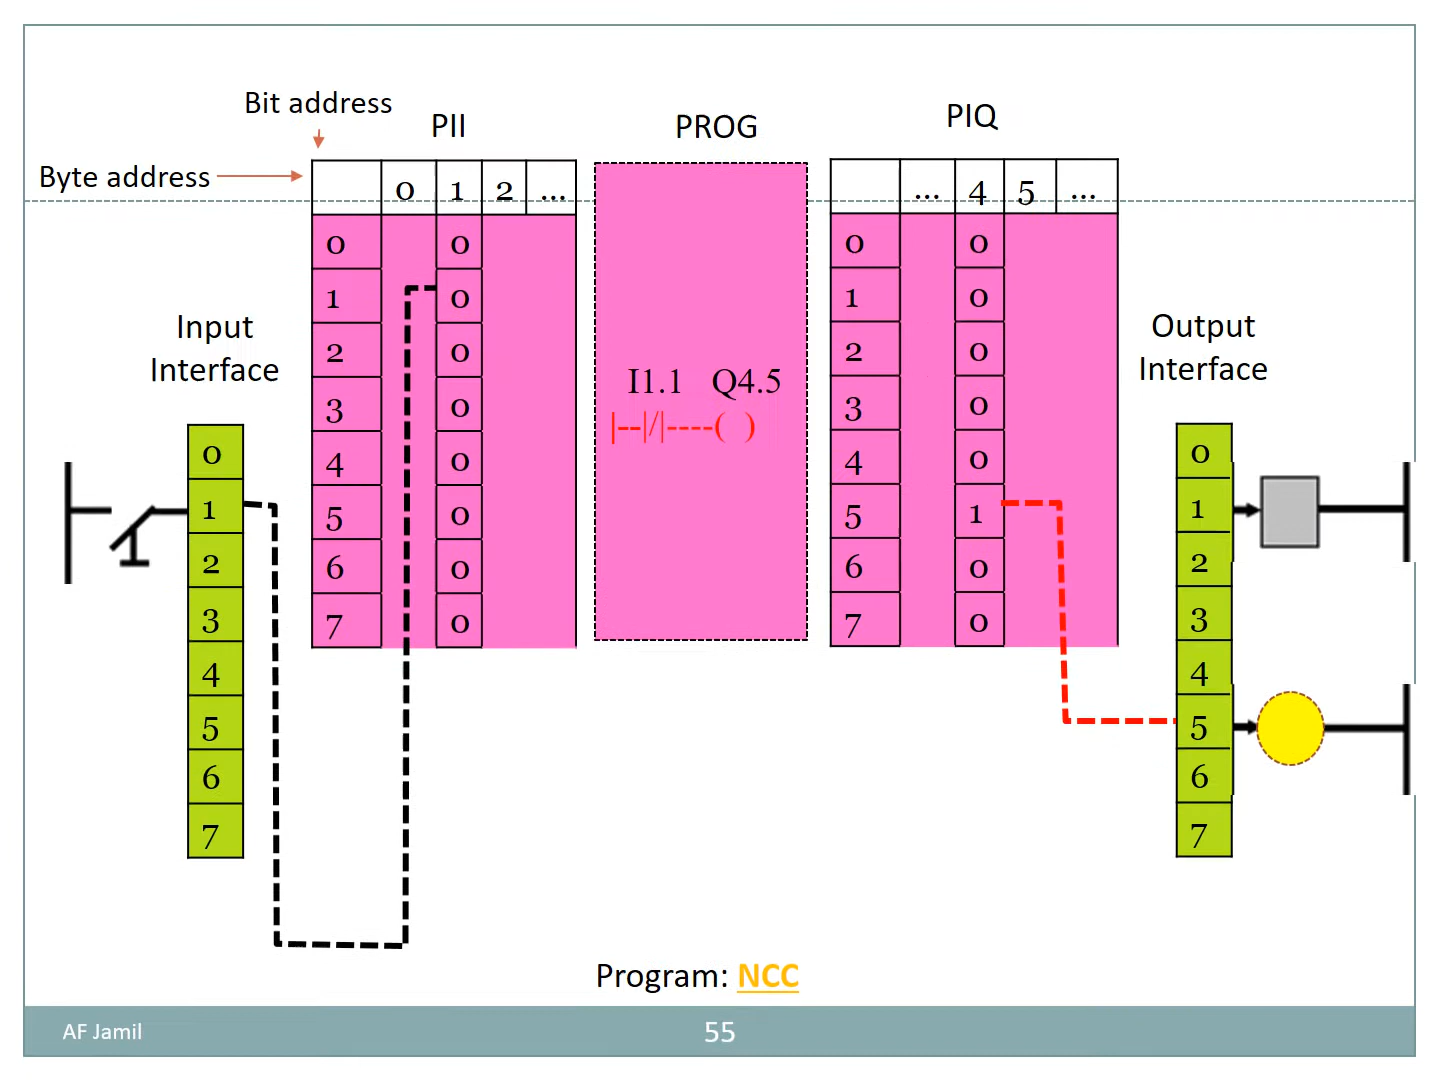 Bit address
PII
PROG
PIQ
Byte address
0 1 2 ...
... 4 5 ...
0 0
1 0
2 0
3 0
4 0
5 0
6 0
7 0
I1.1 Q4.5
|--|/|----( )
0 0
1 0
2 0
3 0
4 0
5 1
6 0
7 0
Input
Interface
0
1
2
3
4
5
6
7
Output
Interface
0
1
2
3
4
5
6
7
Program: NCC
AF Jamil
55